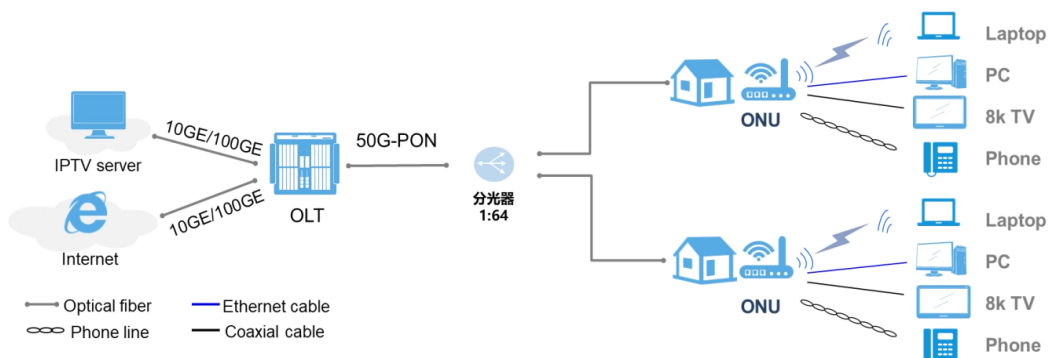 IPTV server
Internet
10GE/100GE
10GE/100GE
OLT
50G-PON
分光器
1:64
ONU
Laptop
PC
8k TV
Phone
ONU
Laptop
PC
8k TV
Phone
Optical fiber
Ethernet cable
Phone line
Coaxial cable